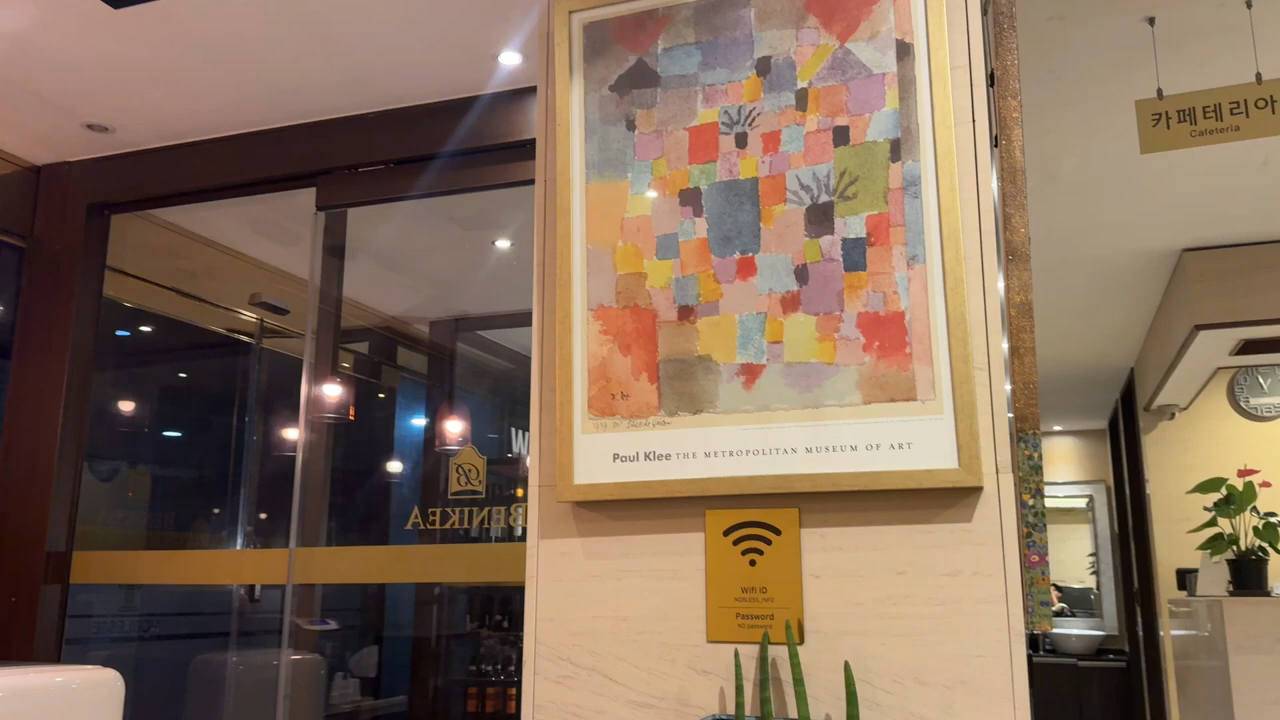 카페테리아
Cafeteria
BENIKEA
Paul Klee THE METROPOLITAN MUSEUM OF ART
Wifi ID
NOBLESS_INFO
Password
NO password